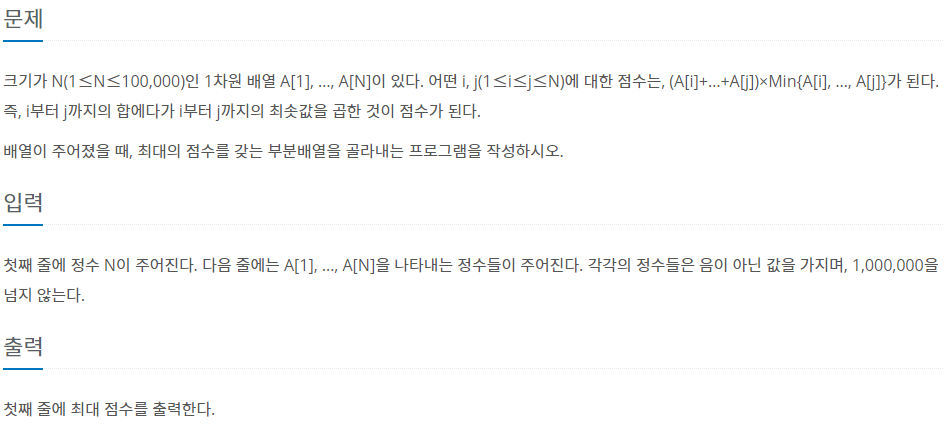 문제
크기가 N(1≤N≤100,000)인 1차원 배열 A[1], ..., A[N]이 있다. 어떤 i, j(1≤i≤j≤N)에 대한 점수는, (A[i]+...+A[j])×Min{A[i], ..., A[j]}가 된다.
즉, i부터 j까지의 합에다가 i부터 j까지의 최솟값을 곱한 것이 점수가 된다.
배열이 주어졌을 때, 최대의 점수를 갖는 부분배열을 골라내는 프로그램을 작성하시오.
입력
첫째 줄에 정수 N이 주어진다. 다음 줄에는 A[1], ..., A[N]을 나타내는 정수들이 주어진다. 각각의 정수들은 음이 아닌 값을 가지며, 1,000,000을
넘지 않는다.
출력
첫째 줄에 최대 점수를 출력한다.